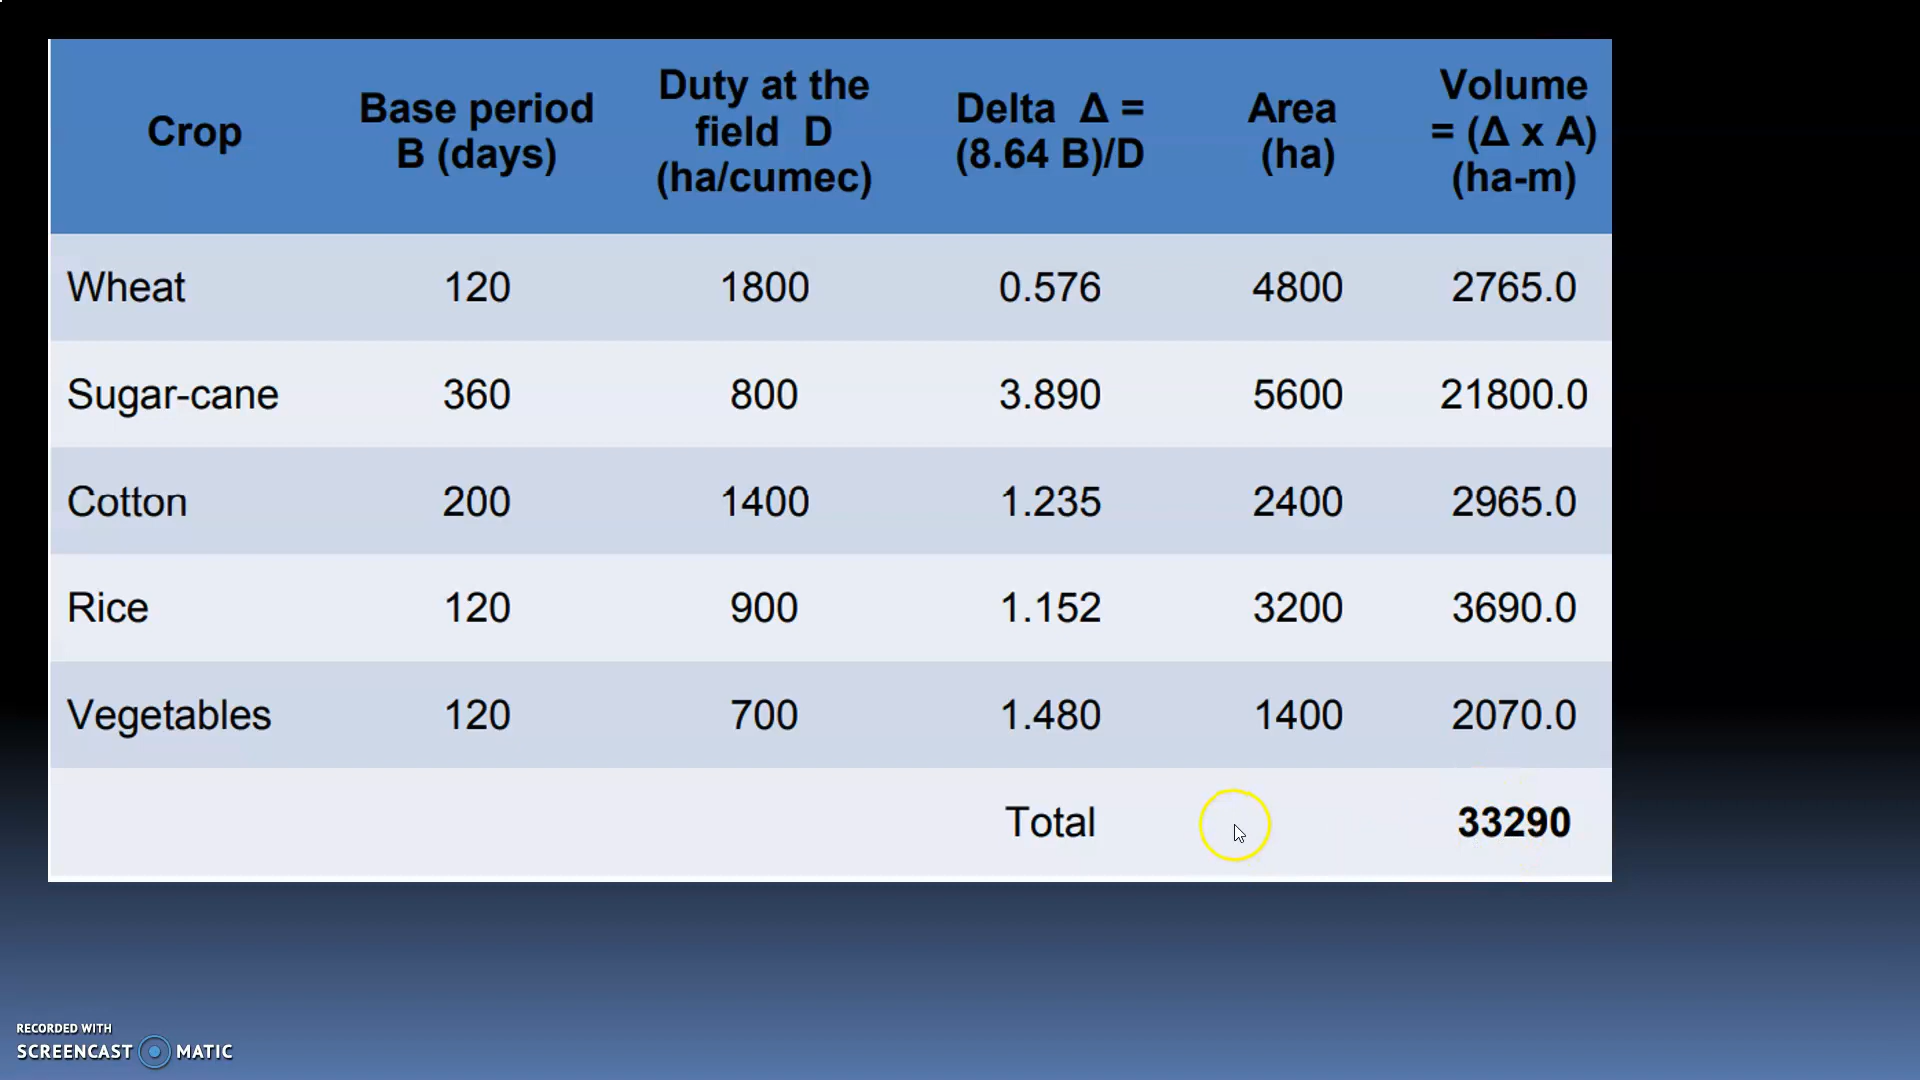 Crop
Base period
B (days)
Duty at the
field D
(ha/cumec)
Delta Δ =
(8.64 B)/D
Area
(ha)
Volume
= (Δ x A)
(ha-m)
Wheat 120 1800 0.576 4800 2765.0
Sugar-cane 360 800 3.890 5600 21800.0
Cotton 200 1400 1.235 2400 2965.0
Rice 120 900 1.152 3200 3690.0
Vegetables 120 700 1.480 1400 2070.0
Total 33290
RECORDED WITH
SCREENCAST MATIC